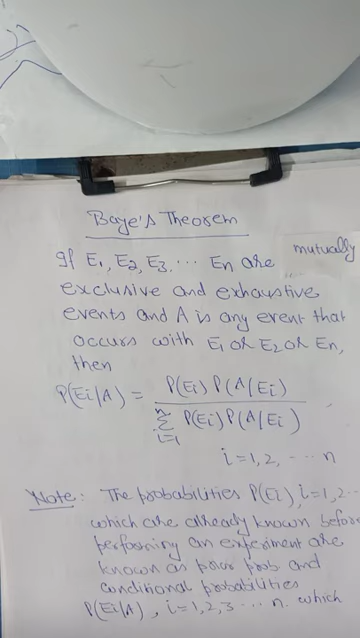 Baye's Theorem
If E1, E2, E3, ... En are mutually
exclusive and exhaustive
events and A is any event that
occurs with E1 or E2 or En,
then
P(Ei/A) = P(Ei) P(A/Ei) / n Σ i=1 P(Ei) P(A/Ei) ,
i = 1, 2, ... n
Note: The probabilities P(Ei), i=1,2..
which are already known before
performing an experiment are
known as prior prob and
conditional probabilities
P(Ei/A), i=1,2,3 ... n. which